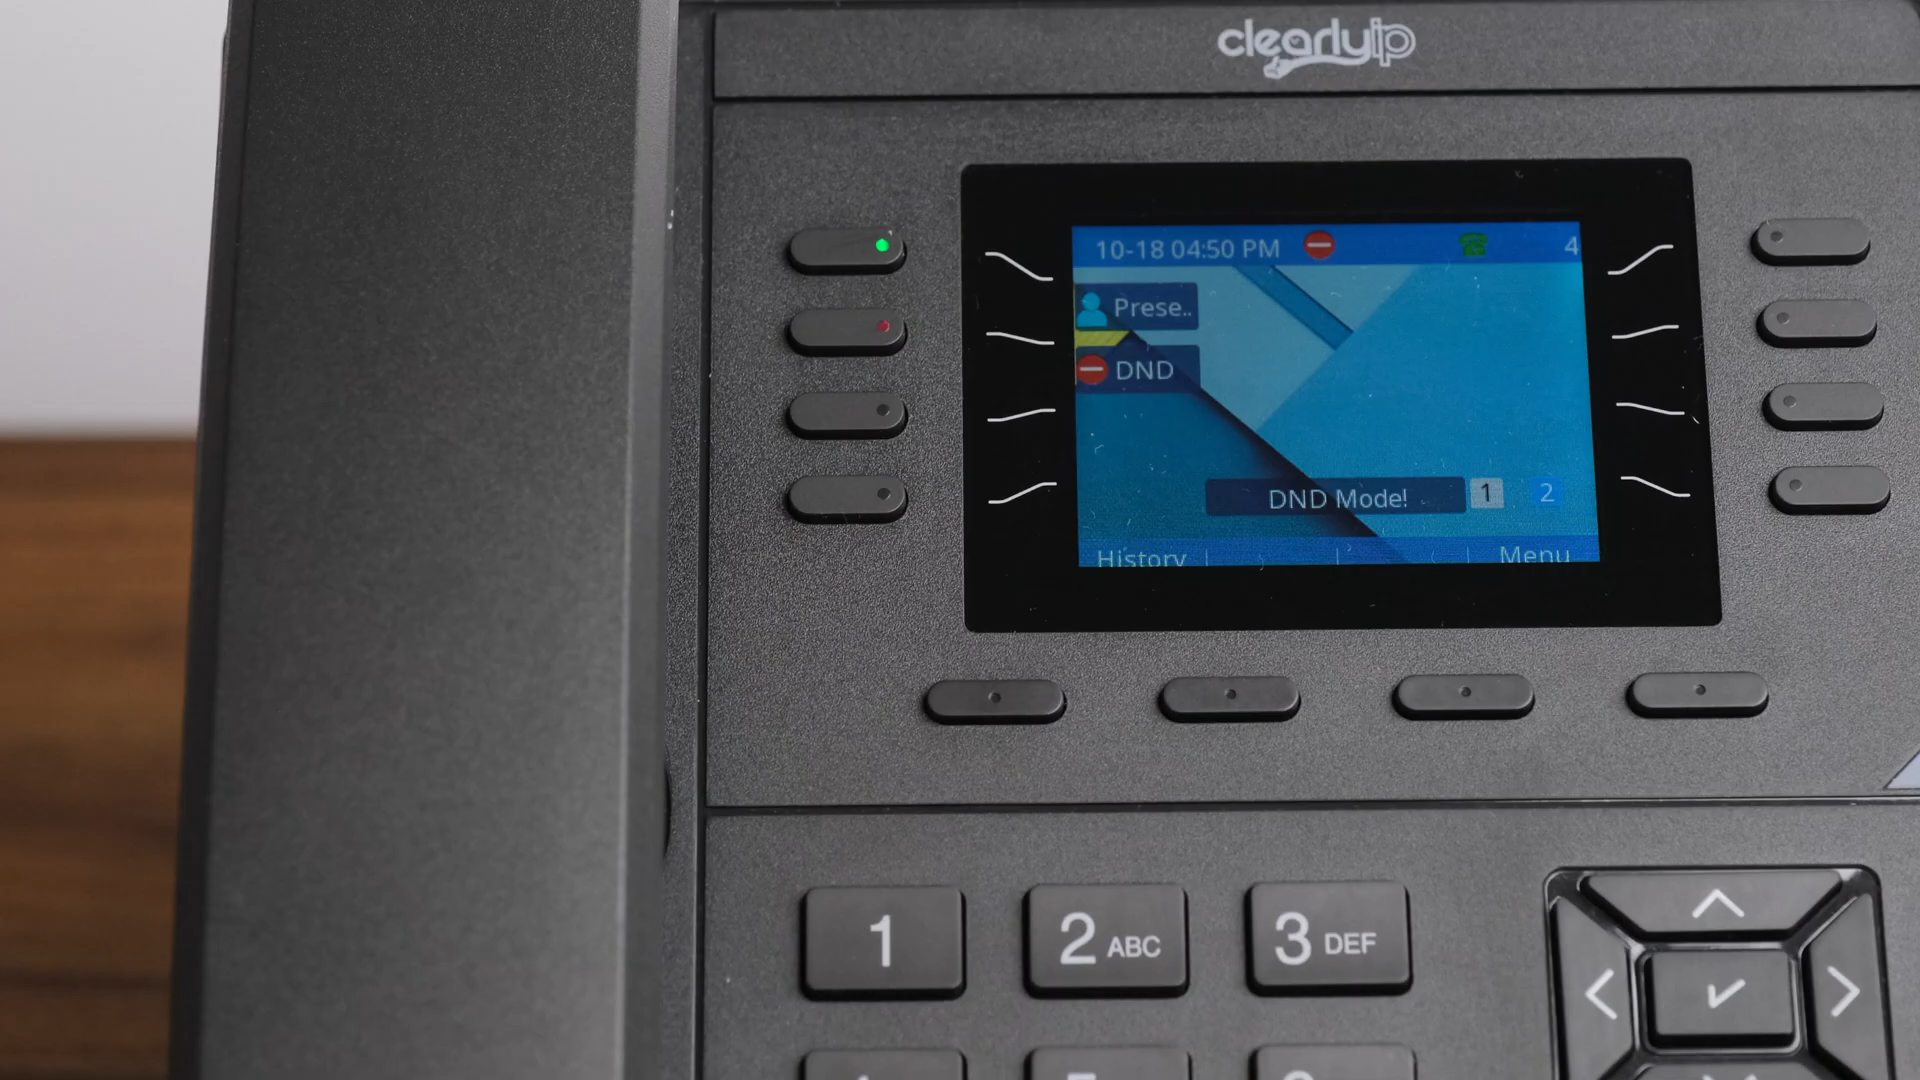 clearlyip
10-18 04:50 PM 4
Prese..
DND
DND Mode! 1 2
History Menu
1 2 ABC 3 DEF